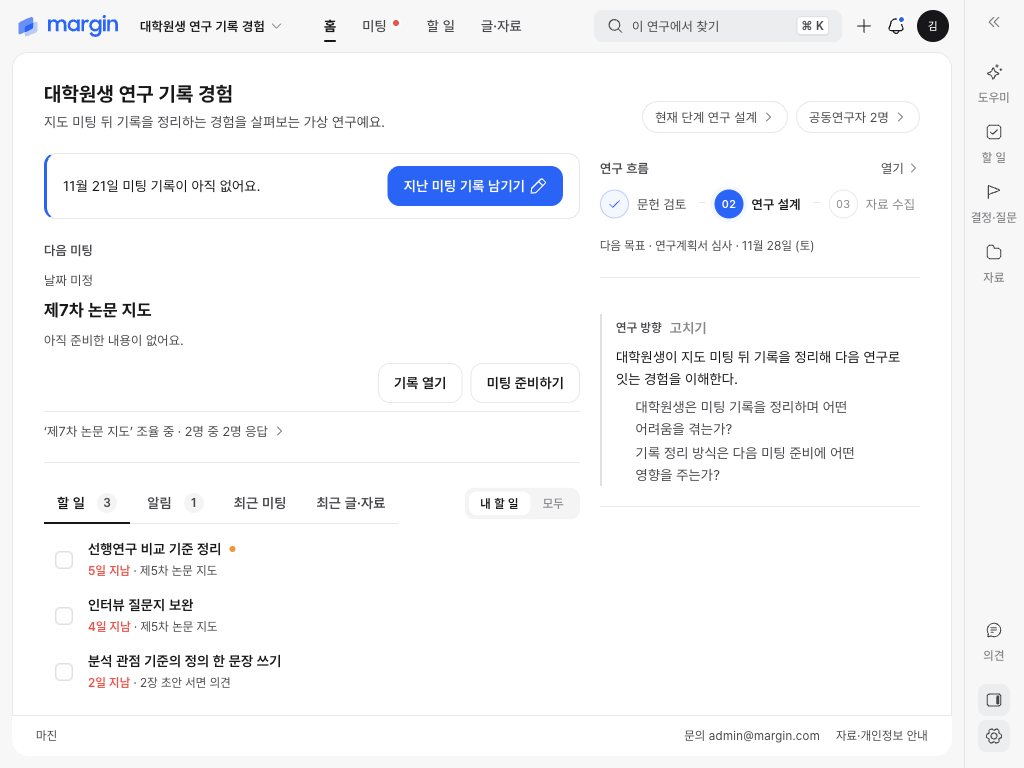 margin
대학원생 연구 기록 경험
홈
미팅
할 일
글·자료
이 연구에서 찾기
⌘ K
김
대학원생 연구 기록 경험
지도 미팅 뒤 기록을 정리하는 경험을 살펴보는 가상 연구예요.
현재 단계 연구 설계
공동연구자 2명
11월 21일 미팅 기록이 아직 없어요.
지난 미팅 기록 남기기
다음 미팅
날짜 미정
제7차 논문 지도
아직 준비한 내용이 없어요.
기록 열기
미팅 준비하기
‘제7차 논문 지도’ 조율 중 · 2명 중 2명 응답
할 일 3
알림 1
최근 미팅
최근 글·자료
내 할 일
모두
선행연구 비교 기준 정리
5일 지남 · 제5차 논문 지도
인터뷰 질문지 보완
4일 지남 · 제5차 논문 지도
분석 관점 기준의 정의 한 문장 쓰기
2일 지남 · 2장 초안 서면 의견
연구 흐름
열기
문헌 검토
02 연구 설계
03 자료 수집
다음 목표 · 연구계획서 심사 · 11월 28일 (토)
연구 방향 고치기
대학원생이 지도 미팅 뒤 기록을 정리해 다음 연구로
잇는 경험을 이해한다.
대학원생은 미팅 기록을 정리하며 어떤
어려움을 겪는가?
기록 정리 방식은 다음 미팅 준비에 어떤
영향을 주는가?
도우미
할 일
결정·질문
자료
의견
마진
문의 admin@margin.com
자료·개인정보 안내